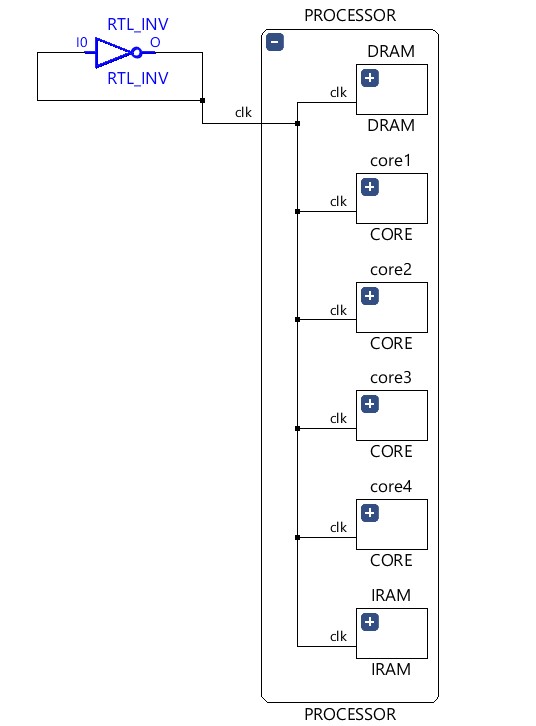 PROCESSOR
RTL_INV
I0
O
RTL_INV
clk
DRAM
clk
DRAM
core1
clk
CORE
core2
clk
CORE
core3
clk
CORE
core4
clk
CORE
IRAM
clk
IRAM
PROCESSOR